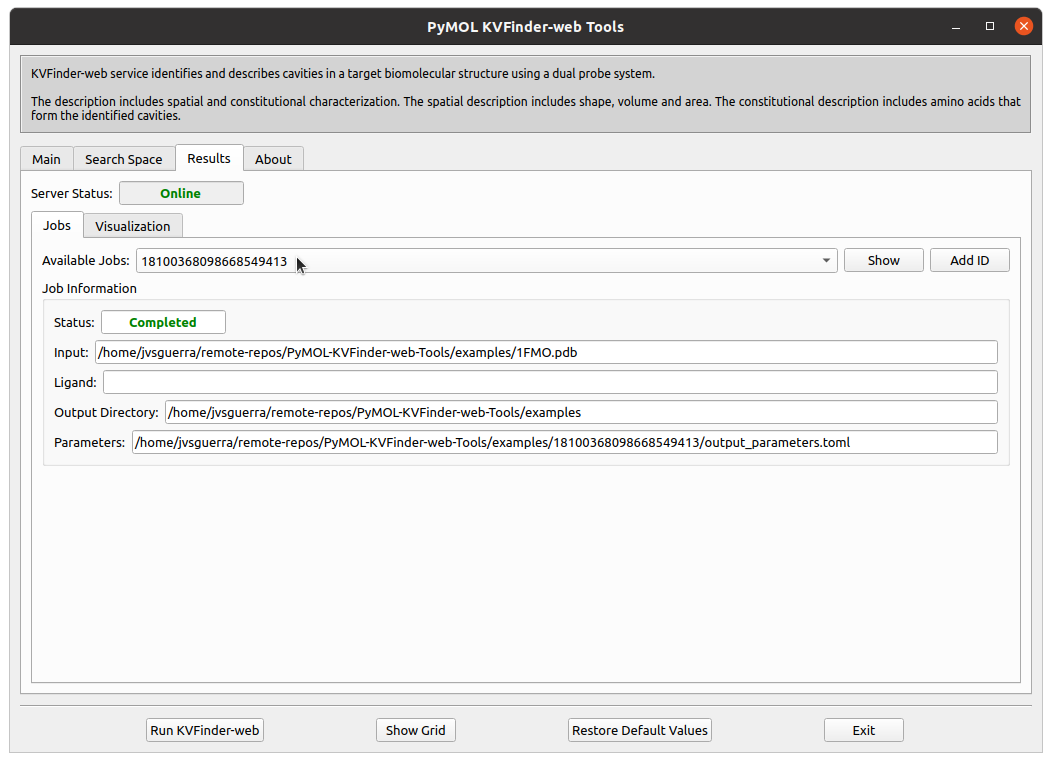 PyMOL KVFinder-web Tools
KVFinder-web service identifies and describes cavities in a target biomolecular structure using a dual probe system.
The description includes spatial and constitutional characterization. The spatial description includes shape, volume and area. The constitutional description includes amino acids that
form the identified cavities.
Main Search Space Results About
Server Status: Online
Jobs Visualization
Available Jobs: 18100368098668549413 Show Add ID
Job Information
Status: Completed
Input: /home/jvsguerra/remote-repos/PyMOL-KVFinder-web-Tools/examples/1FMO.pdb
Ligand:
Output Directory: /home/jvsguerra/remote-repos/PyMOL-KVFinder-web-Tools/examples
Parameters: /home/jvsguerra/remote-repos/PyMOL-KVFinder-web-Tools/examples/18100368098668549413/output_parameters.toml
Run KVFinder-web Show Grid Restore Default Values Exit